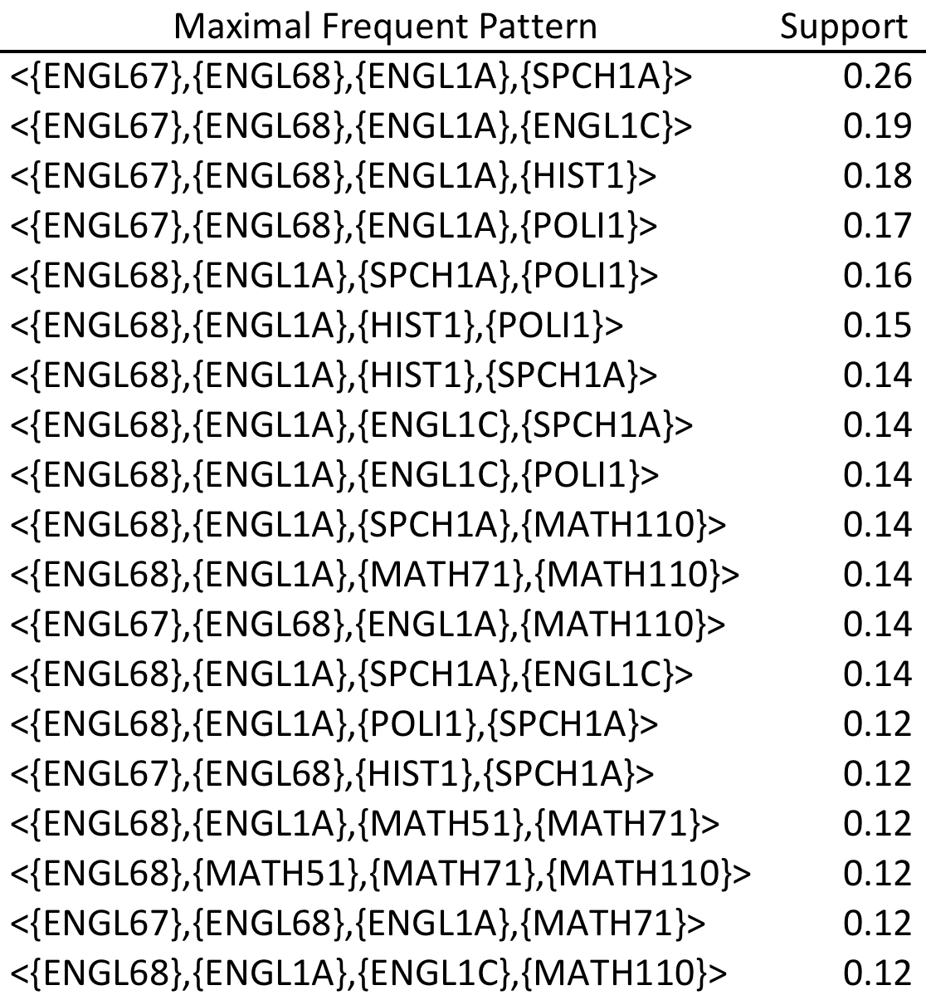 Maximal Frequent Pattern Support
<{ENGL67},{ENGL68},{ENGL1A},{SPCH1A}> 0.26
<{ENGL67},{ENGL68},{ENGL1A},{ENGL1C}> 0.19
<{ENGL67},{ENGL68},{ENGL1A},{HIST1}> 0.18
<{ENGL67},{ENGL68},{ENGL1A},{POLI1}> 0.17
<{ENGL68},{ENGL1A},{SPCH1A},{POLI1}> 0.16
<{ENGL68},{ENGL1A},{HIST1},{POLI1}> 0.15
<{ENGL68},{ENGL1A},{HIST1},{SPCH1A}> 0.14
<{ENGL68},{ENGL1A},{ENGL1C},{SPCH1A}> 0.14
<{ENGL68},{ENGL1A},{ENGL1C},{POLI1}> 0.14
<{ENGL68},{ENGL1A},{SPCH1A},{MATH110}> 0.14
<{ENGL68},{ENGL1A},{MATH71},{MATH110}> 0.14
<{ENGL67},{ENGL68},{ENGL1A},{MATH110}> 0.14
<{ENGL68},{ENGL1A},{SPCH1A},{ENGL1C}> 0.14
<{ENGL68},{ENGL1A},{POLI1},{SPCH1A}> 0.12
<{ENGL67},{ENGL68},{HIST1},{SPCH1A}> 0.12
<{ENGL68},{ENGL1A},{MATH51},{MATH71}> 0.12
<{ENGL68},{MATH51},{MATH71},{MATH110}> 0.12
<{ENGL67},{ENGL68},{ENGL1A},{MATH71}> 0.12
<{ENGL68},{ENGL1A},{ENGL1C},{MATH110}> 0.12